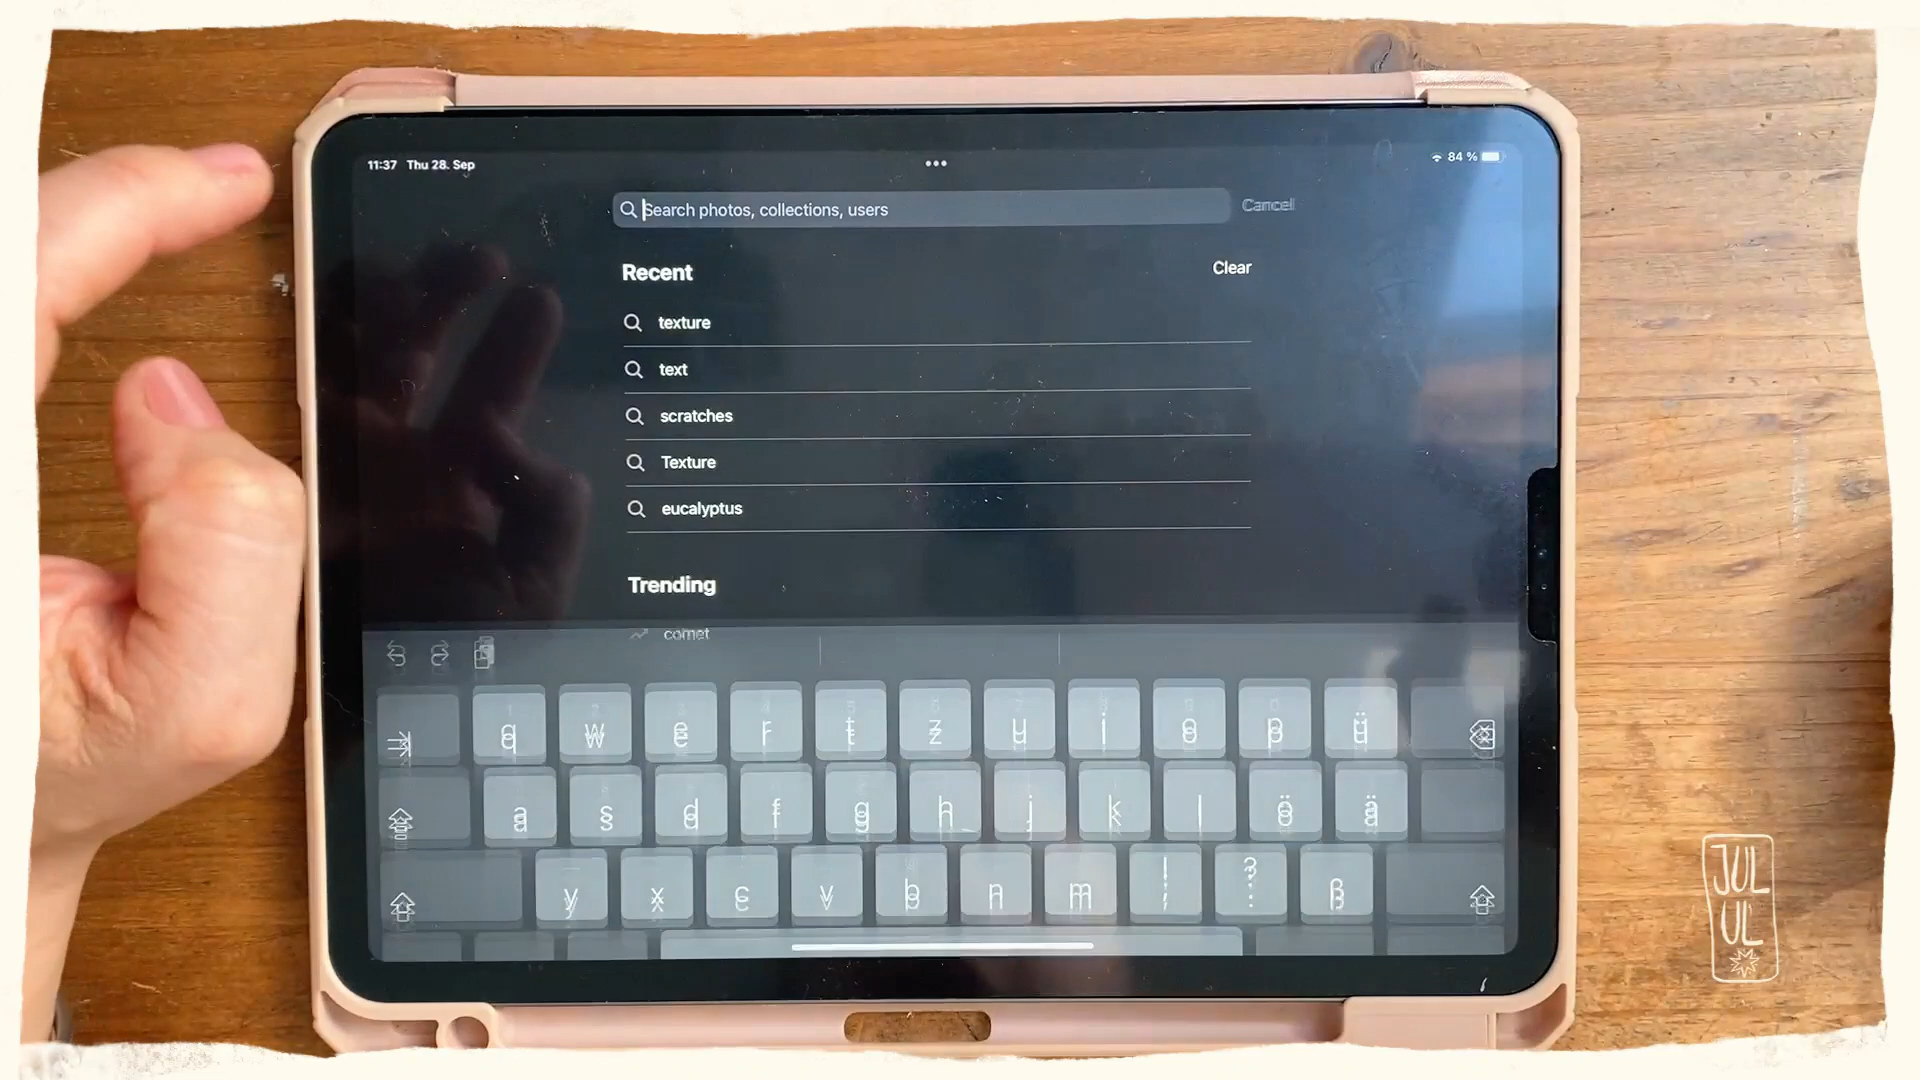 11:37 Thu 28. Sep
84 %
Search photos, collections, users
Cancel
Recent
Clear
texture
text
scratches
Texture
eucalyptus
Trending
comet
q w e r t z u i o p ü
a s d f g h j k l ö ä
y x c v b n m ! ? ß
JUL
UL